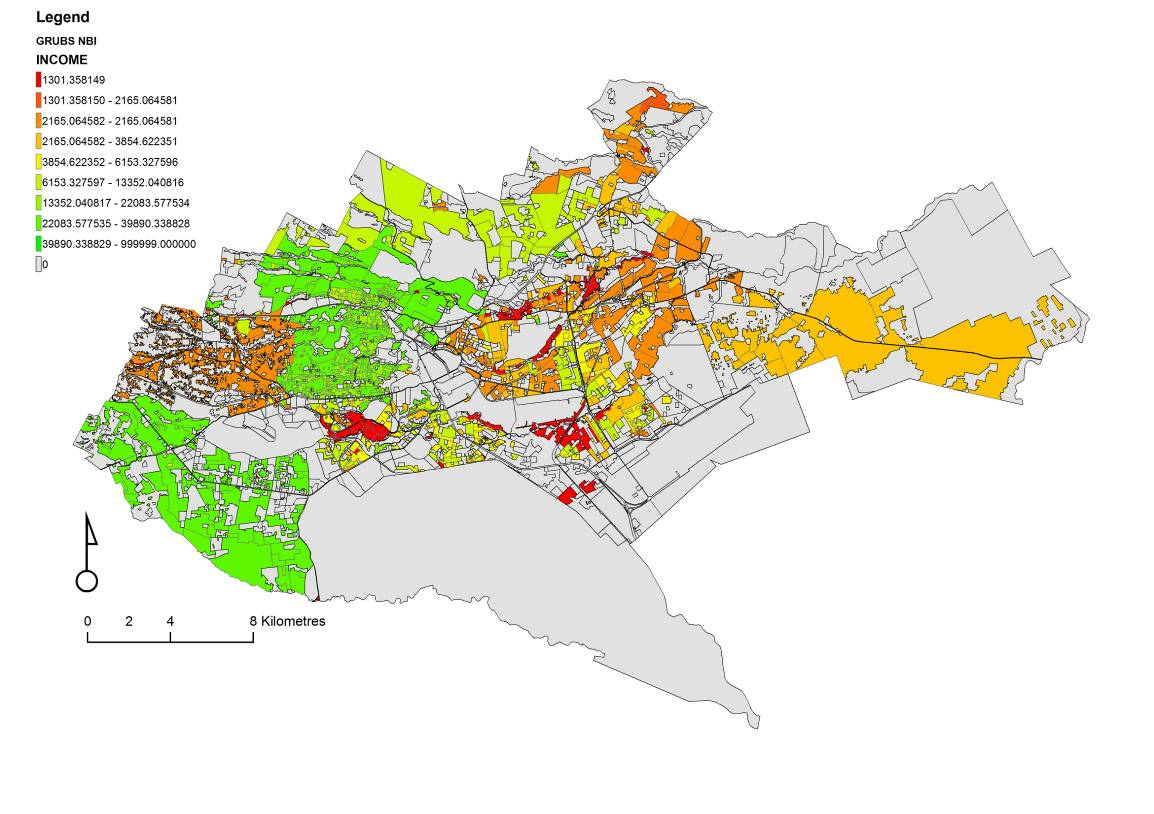 Legend
GRUBS NBI
INCOME
1301.358149
1301.358150 - 2165.064581
2165.064582 - 2165.064581
2165.064582 - 3854.622351
3854.622352 - 6153.327596
6153.327597 - 13352.040816
13352.040817 - 22083.577534
22083.577535 - 39890.338828
39890.338829 - 999999.000000
0
0 2 4 8 Kilometres